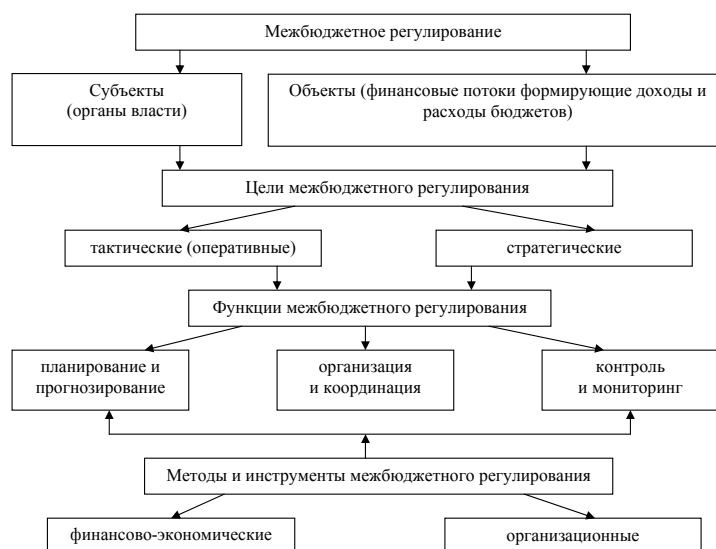 Межбюджетное регулирование
Субъекты
(органы власти)
Объекты (финансовые потоки формирующие доходы и
расходы бюджетов)
Цели межбюджетного регулирования
тактические (оперативные)
стратегические
Функции межбюджетного регулирования
планирование и
прогнозирование
организация
и координация
контроль
и мониторинг
Методы и инструменты межбюджетного регулирования
финансово-экономические
организационные